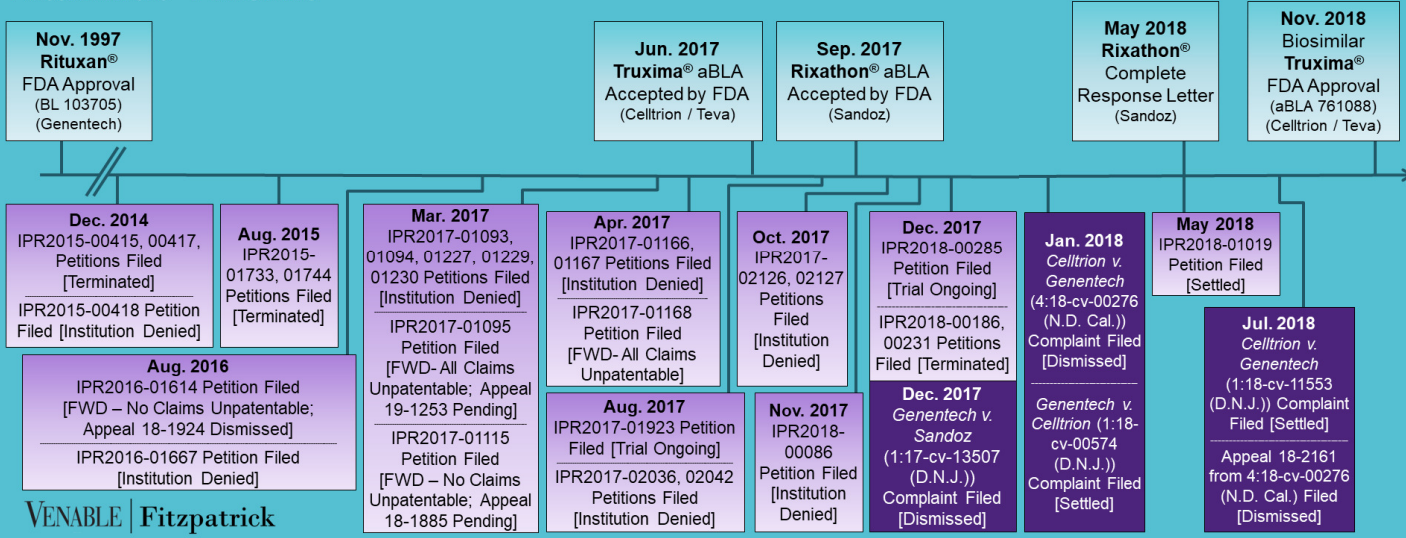 Nov. 1997
Rituxan®
FDA Approval
(BL 103705)
(Genentech)
Jun. 2017
Truxima® aBLA
Accepted by FDA
(Celltrion / Teva)
Sep. 2017
Rixathon® aBLA
Accepted by FDA
(Sandoz)
May 2018
Rixathon®
Complete
Response Letter
(Sandoz)
Nov. 2018
Biosimilar
Truxima®
FDA Approval
(aBLA 761088)
(Celltrion / Teva)
Dec. 2014
IPR2015-00415, 00417,
Petitions Filed
[Terminated]
IPR2015-00418 Petition
Filed [Institution Denied]
Aug. 2015
IPR2015-
01733, 01744
Petitions Filed
[Terminated]
Aug. 2016
IPR2016-01614 Petition Filed
[FWD – No Claims Unpatentable;
Appeal 18-1924 Dismissed]
IPR2016-01667 Petition Filed
[Institution Denied]
Mar. 2017
IPR2017-01093,
01094, 01227, 01229,
01230 Petitions Filed
[Institution Denied]
IPR2017-01095
Petition Filed
[FWD- All Claims
Unpatentable; Appeal
19-1253 Pending]
IPR2017-01115
Petition Filed
[FWD – No Claims
Unpatentable; Appeal
18-1885 Pending]
Apr. 2017
IPR2017-01166,
01167 Petitions Filed
[Institution Denied]
IPR2017-01168
Petition Filed
[FWD- All Claims
Unpatentable]
Aug. 2017
IPR2017-01923 Petition
Filed [Trial Ongoing]
IPR2017-02036, 02042
Petitions Filed
[Institution Denied]
Oct. 2017
IPR2017-
02126, 02127
Petitions
Filed
[Institution
Denied]
Nov. 2017
IPR2018-
00086
Petition Filed
[Institution
Denied]
Dec. 2017
IPR2018-00285
Petition Filed
[Trial Ongoing]
IPR2018-00186,
00231 Petitions
Filed [Terminated]
Dec. 2017
Genentech v.
Sandoz
(1:17-cv-13507
(D.N.J.))
Complaint Filed
[Dismissed]
Jan. 2018
Celltrion v.
Genentech
(4:18-cv-00276
(N.D. Cal.))
Complaint Filed
[Dismissed]
Genentech v.
Celltrion (1:18-
cv-00574
(D.N.J.))
Complaint Filed
[Settled]
May 2018
IPR2018-01019
Petition Filed
[Settled]
Jul. 2018
Celltrion v.
Genentech
(1:18-cv-11553
(D.N.J.)) Complaint
Filed [Settled]
Appeal 18-2161
from 4:18-cv-00276
(N.D. Cal.) Filed
[Dismissed]
VENABLE | Fitzpatrick